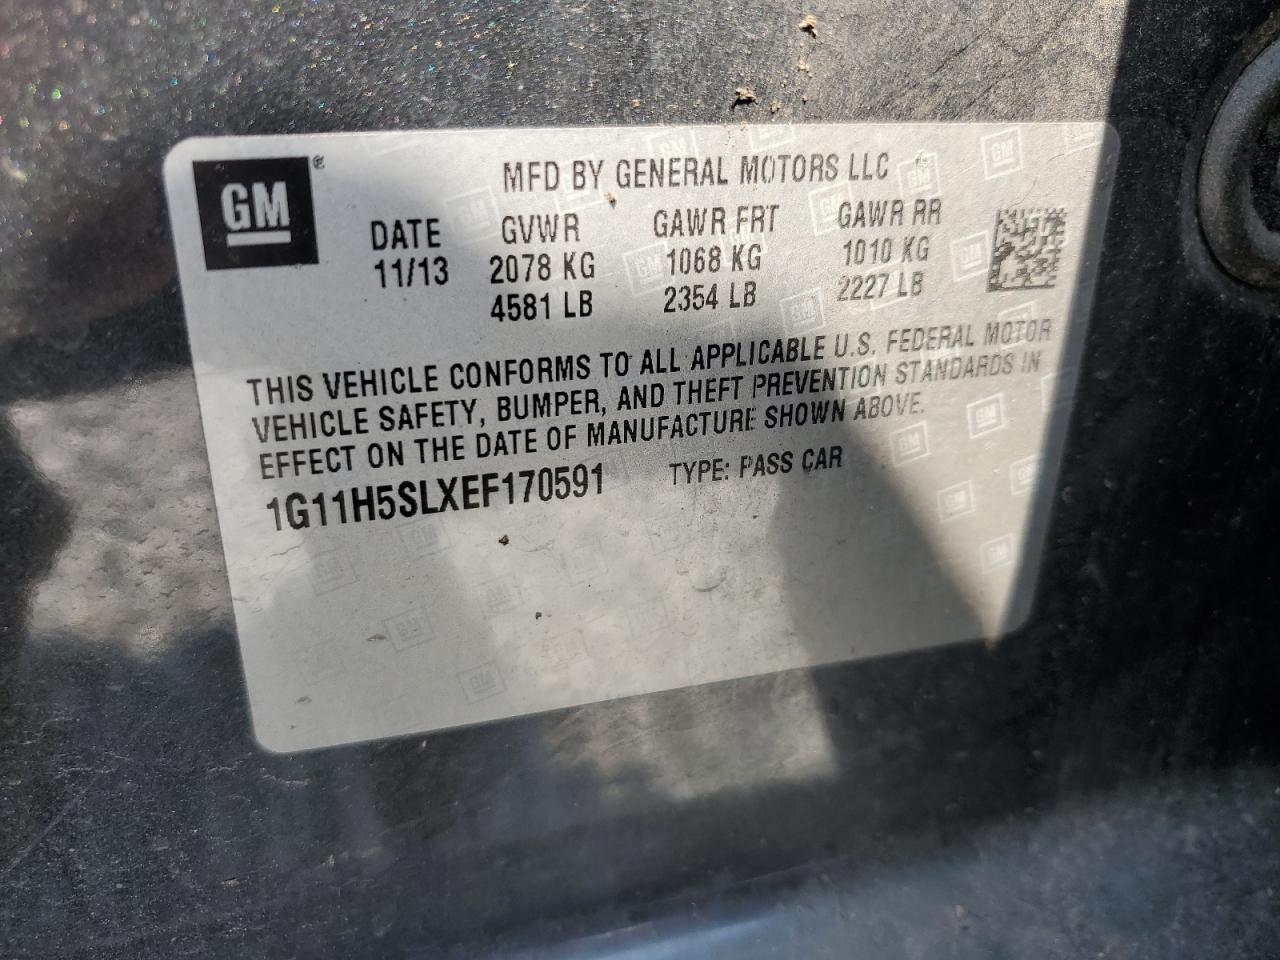 GM ®
MFD BY GENERAL MOTORS LLC
DATE GVWR GAWR FRT GAWR RR
11/13 2078 KG 1068 KG 1010 KG
4581 LB 2354 LB 2227 LB
THIS VEHICLE CONFORMS TO ALL APPLICABLE U.S. FEDERAL MOTOR
VEHICLE SAFETY, BUMPER, AND THEFT PREVENTION STANDARDS IN
EFFECT ON THE DATE OF MANUFACTURE SHOWN ABOVE.
1G11H5SLXEF170591 TYPE: PASS CAR